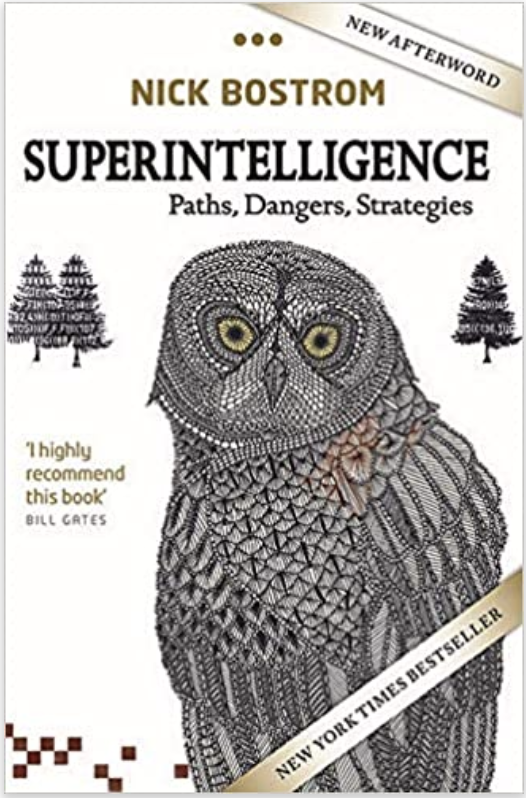 NEW AFTERWORD
NICK BOSTROM
SUPERINTELLIGENCE
Paths, Dangers, Strategies
'I highly
recommend
this book'
BILL GATES
NEW YORK TIMES BESTSELLER